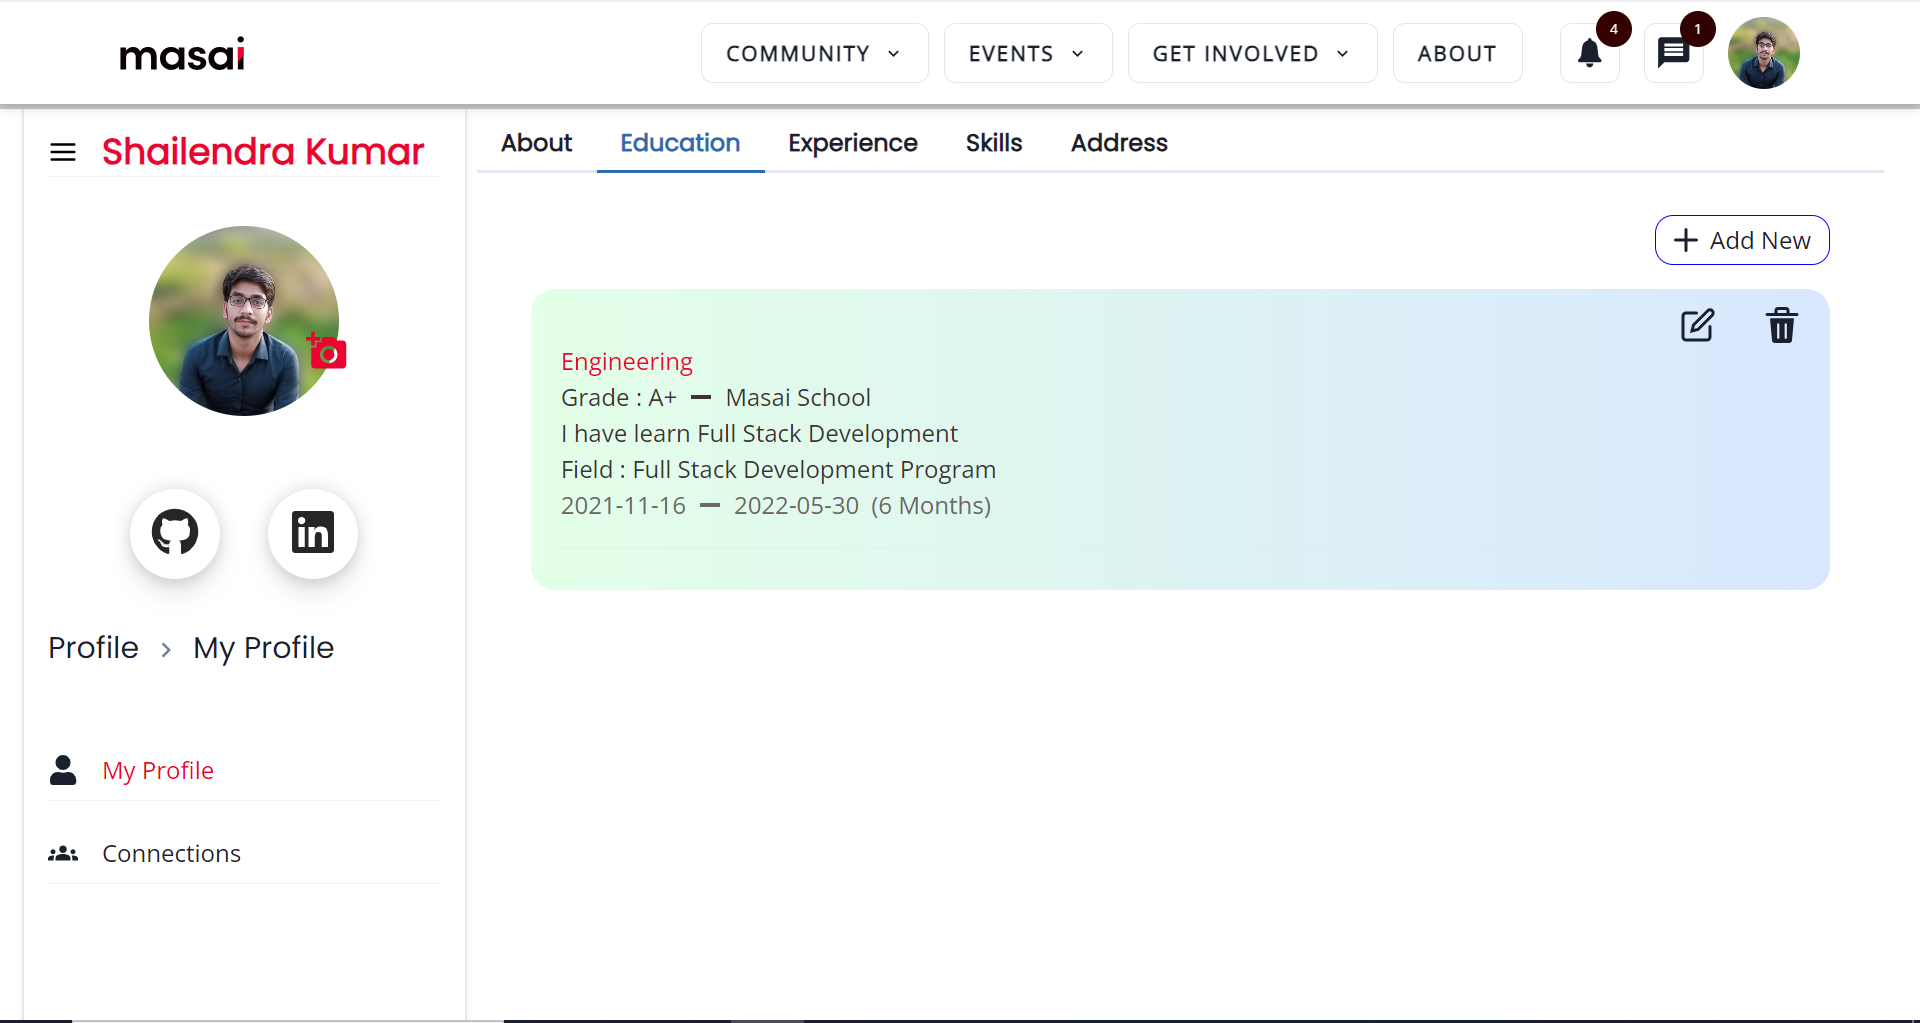 masai
COMMUNITY
EVENTS
GET INVOLVED
ABOUT
4
1
Shailendra Kumar
About
Education
Experience
Skills
Address
Add New
Engineering
Grade : A+ — Masai School
I have learn Full Stack Development
Field : Full Stack Development Program
2021-11-16 — 2022-05-30 (6 Months)
in
Profile > My Profile
My Profile
Connections